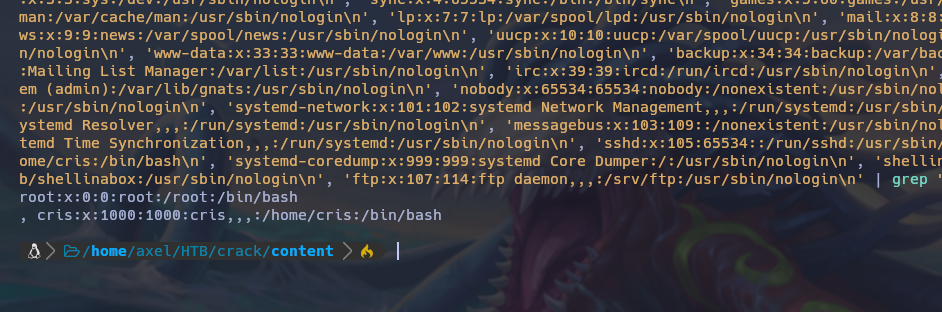 :x:3:3:sys:/dev:/usr/sbin/nologin\n', 'sync:x:4:65534:sync:/bin:/bin/sync\n', 'games:x:5:60:games:/usr/
man:/var/cache/man:/usr/sbin/nologin\n', 'lp:x:7:7:lp:/var/spool/lpd:/usr/sbin/nologin\n', 'mail:x:8:8:
ws:x:9:9:news:/var/spool/news:/usr/sbin/nologin\n', 'uucp:x:10:10:uucp:/var/spool/uucp:/usr/sbin/nologi
n/nologin\n', 'www-data:x:33:33:www-data:/var/www:/usr/sbin/nologin\n', 'backup:x:34:34:backup:/var/bac
:Mailing List Manager:/var/list:/usr/sbin/nologin\n', 'irc:x:39:39:ircd:/run/ircd:/usr/sbin/nologin\n'
em (admin):/var/lib/gnats:/usr/sbin/nologin\n', 'nobody:x:65534:65534:nobody:/nonexistent:/usr/sbin/nol
:/usr/sbin/nologin\n', 'systemd-network:x:101:102:systemd Network Management,,,:/run/systemd:/usr/sbin/
ystemd Resolver,,,:/run/systemd:/usr/sbin/nologin\n', 'messagebus:x:103:109::/nonexistent:/usr/sbin/nol
temd Time Synchronization,,,:/run/systemd:/usr/sbin/nologin\n', 'sshd:x:105:65534::/run/sshd:/usr/sbin/
ome/cris:/bin/bash\n', 'systemd-coredump:x:999:999:systemd Core Dumper:/:/usr/sbin/nologin\n', 'shellin
b/shellinabox:/usr/sbin/nologin\n', 'ftp:x:107:114:ftp daemon,,,:/srv/ftp:/usr/sbin/nologin\n' | grep '
root:x:0:0:root:/root:/bin/bash
, cris:x:1000:1000:cris,,,:/home/cris:/bin/bash
/home/axel/HTB/crack/content